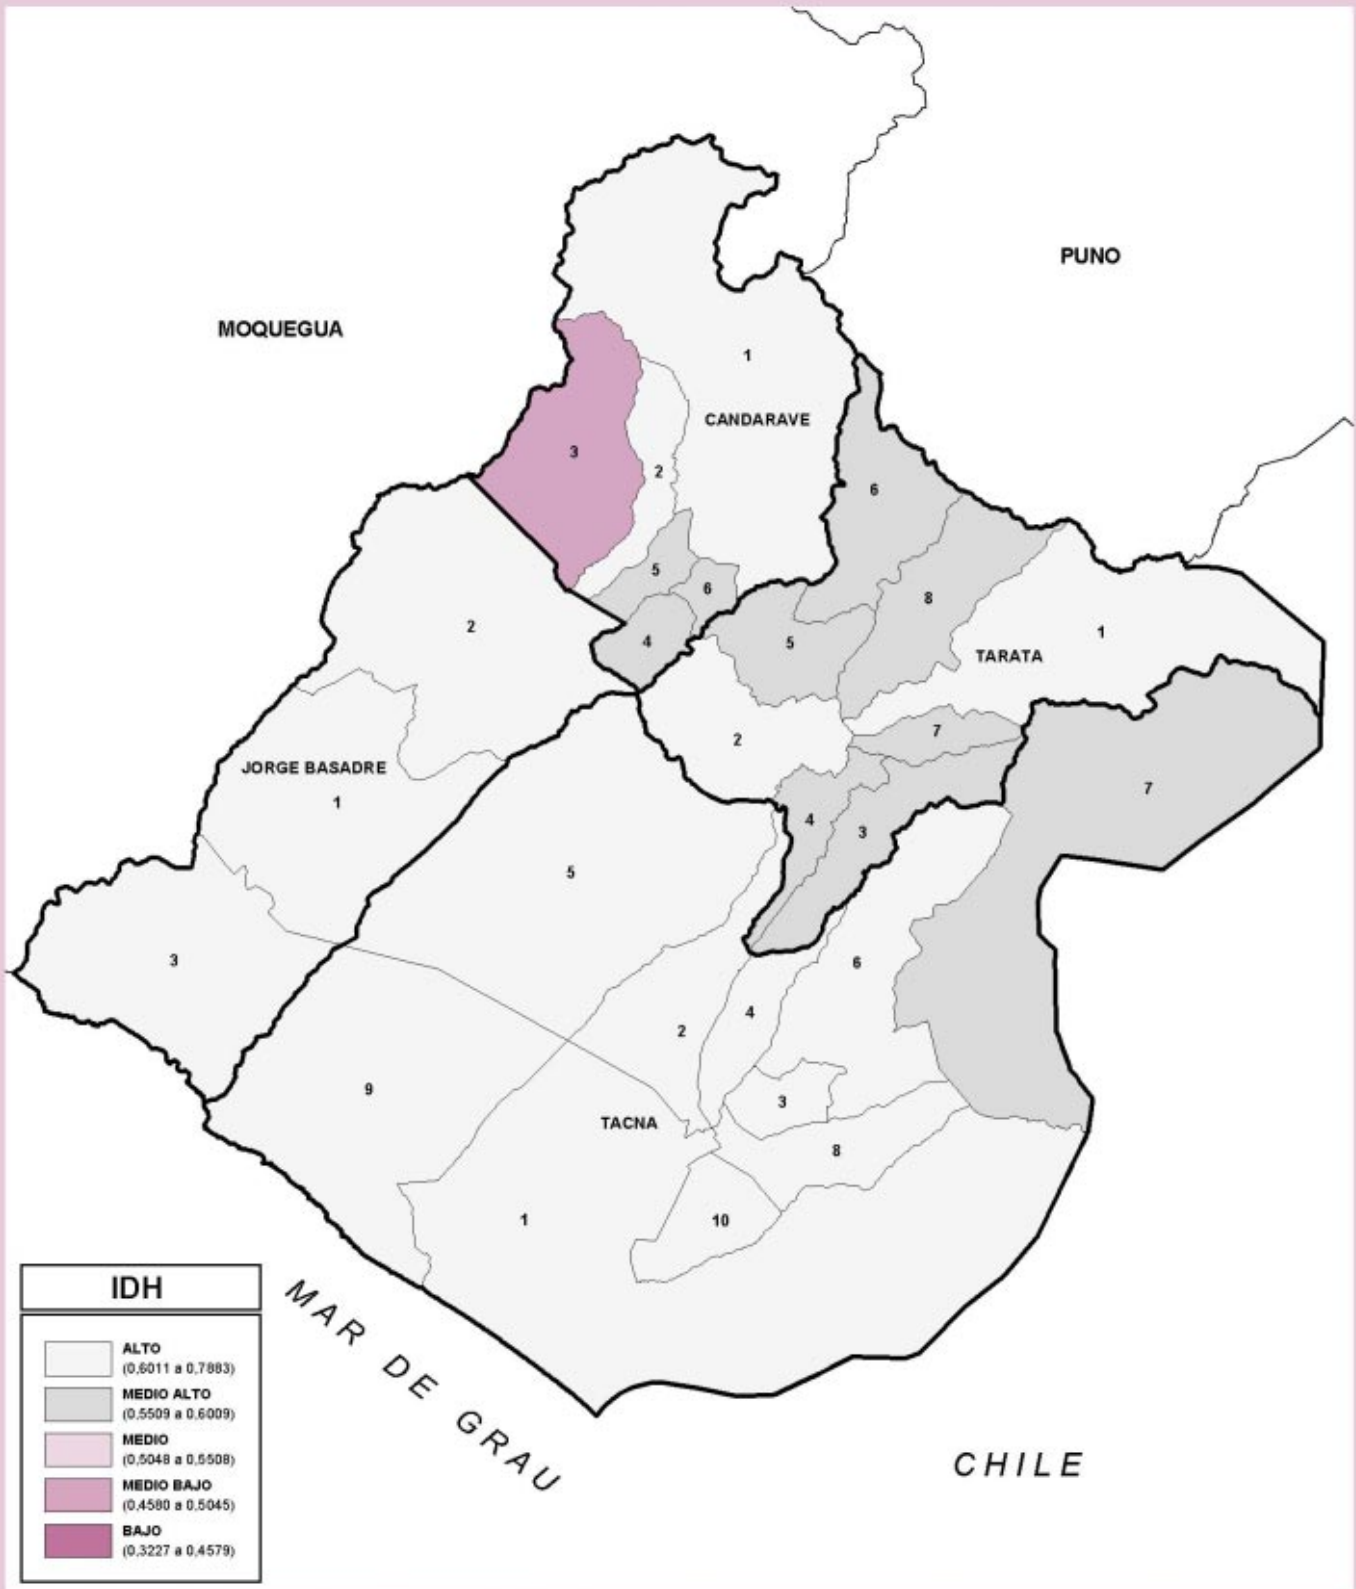 PUNO
MOQUEGUA
1
CANDARAVE
3
2
6
5
6
8
2
4
5
1
TARATA
2
7
JORGE BASADRE
1
7
4
3
5
3
6
4
2
9
3
TACNA
8
1
10
IDH
MAR DE GRAU
ALTO
(0,6011 a 0,7883)
MEDIO ALTO
(0,5509 a 0,6009)
MEDIO
(0,5048 a 0,5508)
MEDIO BAJO
(0,4580 a 0,5045)
BAJO
(0,3227 a 0,4579)
CHILE